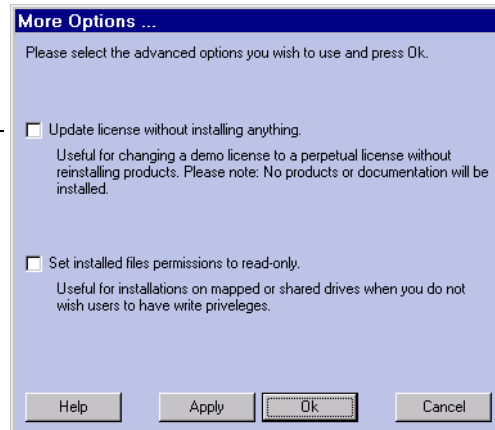 More Options ...
Please select the advanced options you wish to use and press Ok.
Update license without installing anything.
Useful for changing a demo license to a perpetual license without
reinstalling products. Please note: No products or documentation will be
installed.
Set installed files permissions to read-only.
Useful for installations on mapped or shared drives when you do not
wish users to have write priveleges.
Help
Apply
Ok
Cancel